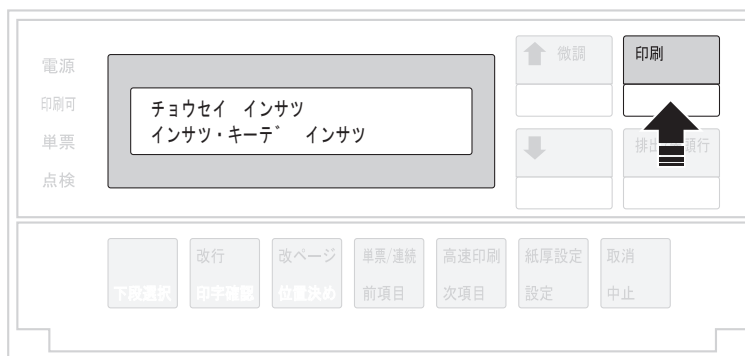 電源
印刷可
単票
点検
チョウセイ インサツ
インサツ・キーデ インサツ
微調
印刷
排出
頭行
下段選択
改行
印字確認
改ページ
位置決め
単票/連続
前項目
高速印刷
次項目
紙厚設定
設定
取消
中止